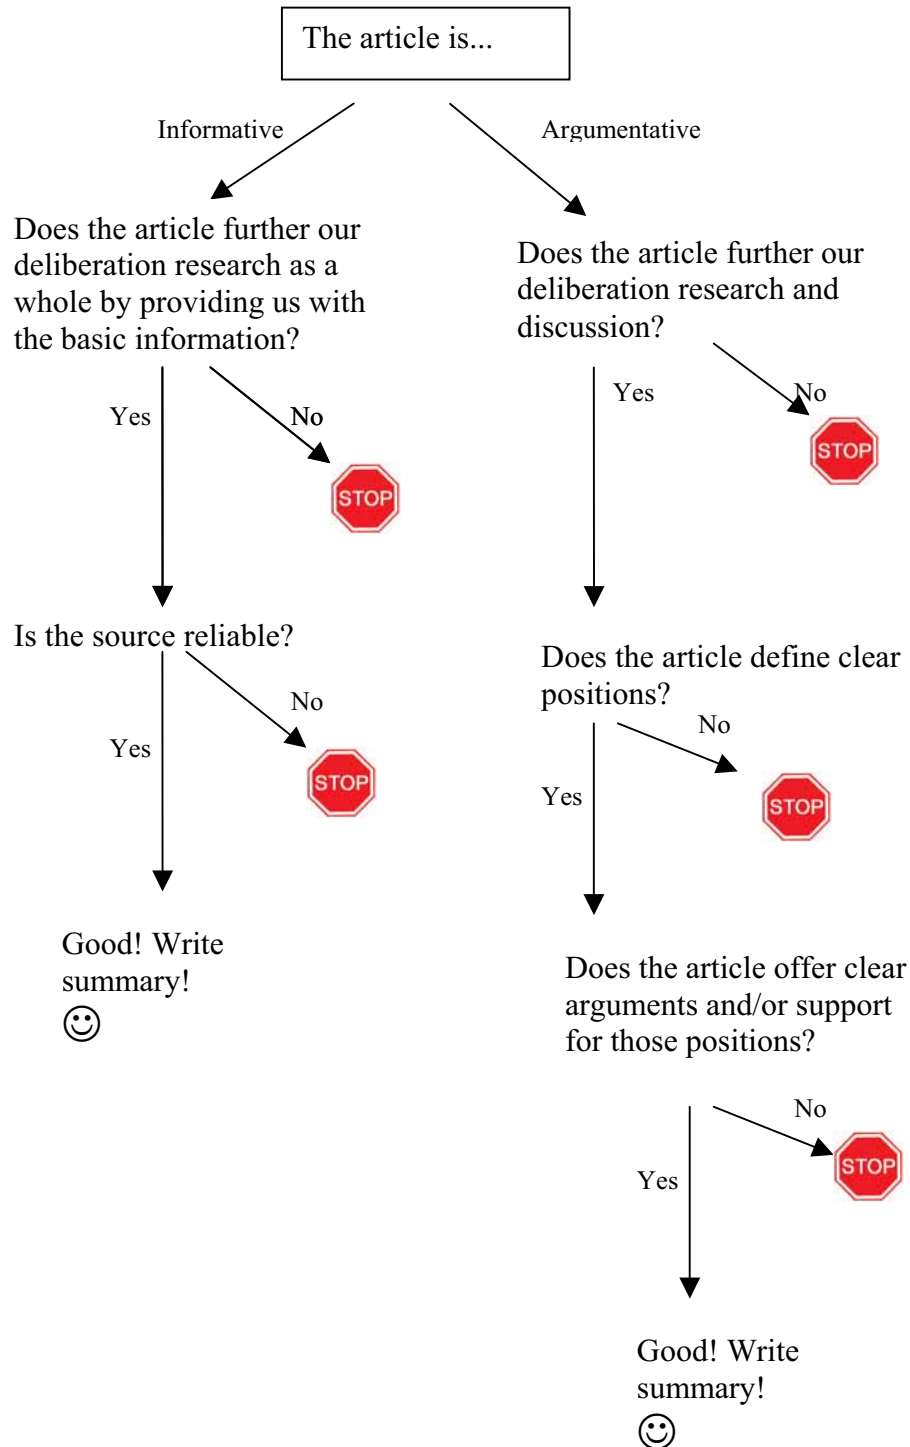 The article is...
Informative
Argumentative
Does the article further our
deliberation research as a
whole by providing us with
the basic information?
Yes
No
STOP
Is the source reliable?
Yes
No
STOP
Good! Write
summary!
Does the article further our
deliberation research and
discussion?
Yes
No
STOP
Does the article define clear
positions?
Yes
No
STOP
Does the article offer clear
arguments and/or support
for those positions?
Yes
No
STOP
Good! Write
summary!